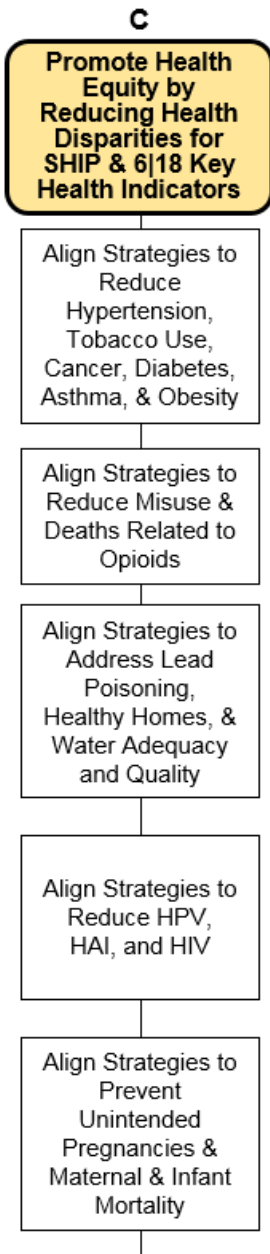 C
Promote Health
Equity by
Reducing Health
Disparities for
SHIP & 6|18 Key
Health Indicators
Align Strategies to
Reduce
Hypertension,
Tobacco Use,
Cancer, Diabetes,
Asthma, & Obesity
Align Strategies to
Reduce Misuse &
Deaths Related to
Opioids
Align Strategies to
Address Lead
Poisoning,
Healthy Homes, &
Water Adequacy
and Quality
Align Strategies to
Reduce HPV,
HAI, and HIV
Align Strategies to
Prevent
Unintended
Pregnancies &
Maternal & Infant
Mortality